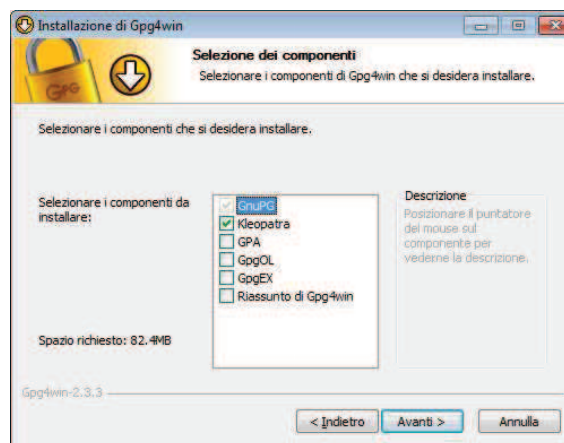 Installazione di Gpg4win
GPG
Selezione dei componenti
Selezionare i componenti di Gpg4win che si desidera installare.
Selezionare i componenti che si desidera installare.
Selezionare i componenti da
installare:
GnuPG
Kleopatra
GPA
GpgOL
GpgEX
Riassunto di Gpg4win
Descrizione
Posizionare il puntatore
del mouse sul
componente per
vederne la descrizione.
Spazio richiesto: 82.4MB
Gpg4win-2.3.3
< Indietro
Avanti >
Annulla